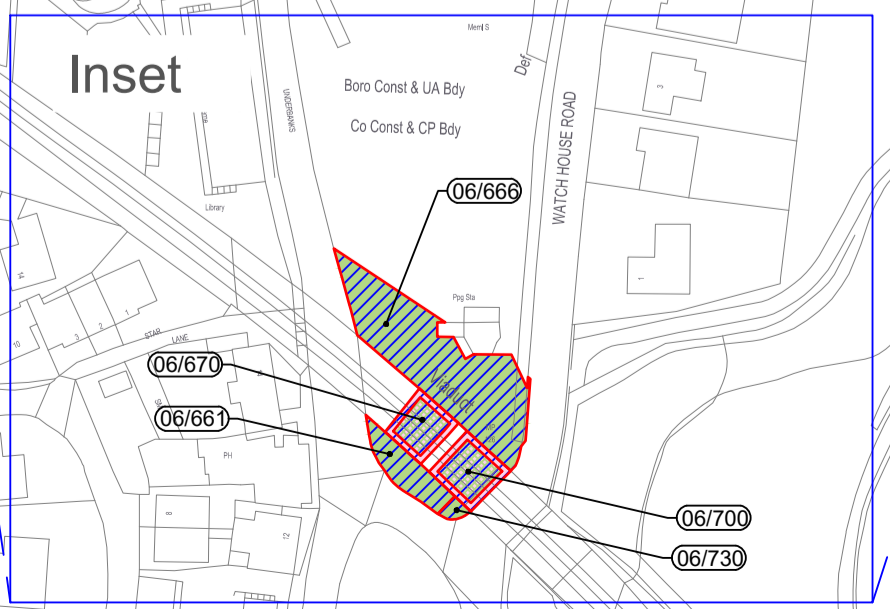 Inset
Meml S
Def
Boro Const & UA Bdy
Co Const & CP Bdy
UNDERBANKS
WATCH HOUSE ROAD
3
Library
06/666
14
1
Ppg Sta
10
3
2
1
STAR
LANE
06/670
Viaduct
06/661
PH
8
12
06/700
06/730